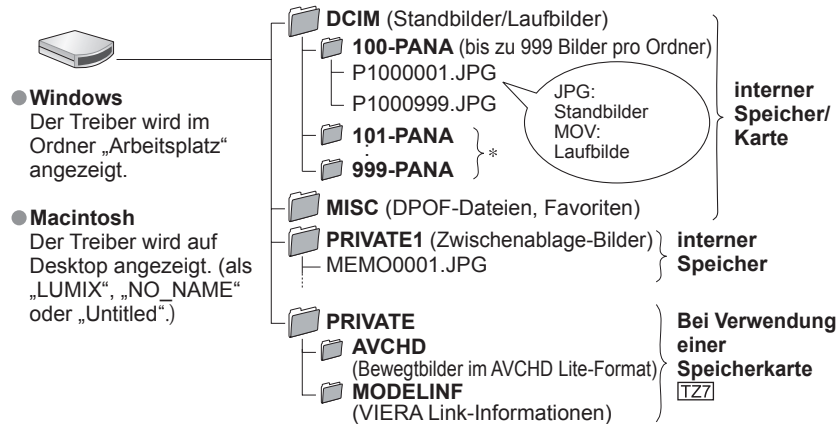 ● Windows
Der Treiber wird im
Ordner „Arbeitsplatz“
angezeigt.
● Macintosh
Der Treiber wird auf
Desktop angezeigt. (als
„LUMIX“, „NO_NAME“
oder „Untitled“.)
DCIM (Standbilder/Laufbilder)
100-PANA (bis zu 999 Bilder pro Ordner)
P1000001.JPG
P1000999.JPG
JPG:
Standbilder
MOV:
Laufbilde
101-PANA
:
999-PANA
*
MISC (DPOF-Dateien, Favoriten)
interner
Speicher/
Karte
PRIVATE1 (Zwischenablage-Bilder)
MEMO0001.JPG
interner
Speicher
PRIVATE
AVCHD
(Bewegtbilder im AVCHD Lite-Format)
MODELINF
(VIERA Link-Informationen)
Bei Verwendung
einer
Speicherkarte
TZ7